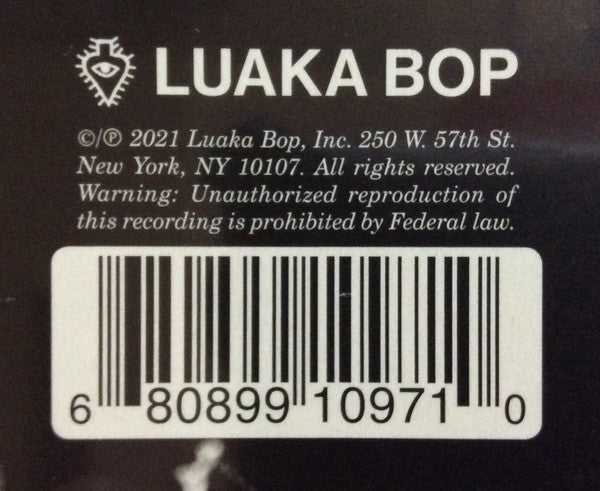 LUAKA BOP
©/℗ 2021 Luaka Bop, Inc. 250 W. 57th St.
New York, NY 10107. All rights reserved.
Warning: Unauthorized reproduction of
this recording is prohibited by Federal law.
6 80899 10971 0